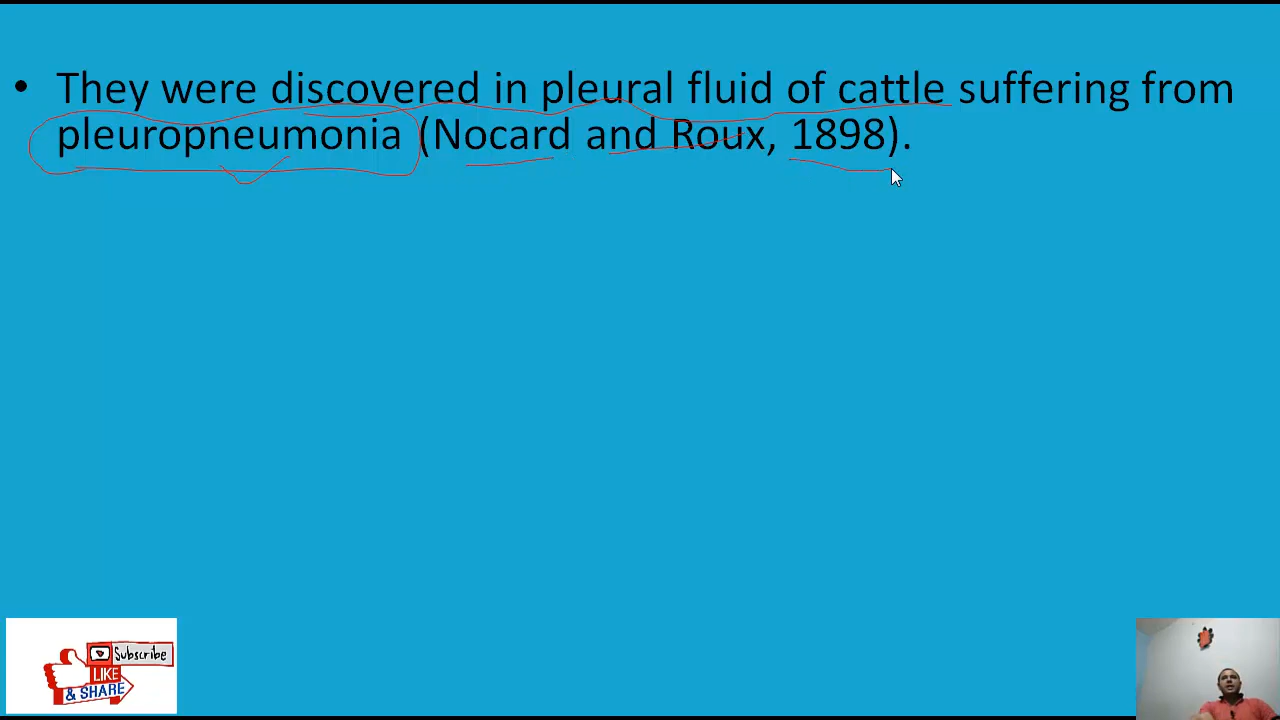 • They were discovered in pleural fluid of cattle suffering from
pleuropneumonia (Nocard and Roux, 1898).
Subscribe
LIKE
& SHARE